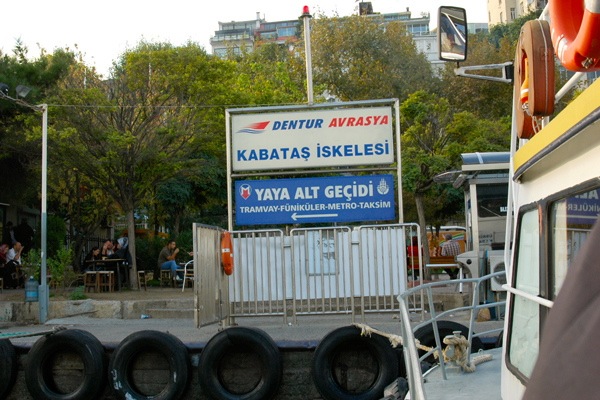 DENTUR AVRASYA
KABATAŞ İSKELESİ
YAYA ALT GEÇİDİ
TRAMVAY-FÜNİKÜLER-METRO-TAKSİM